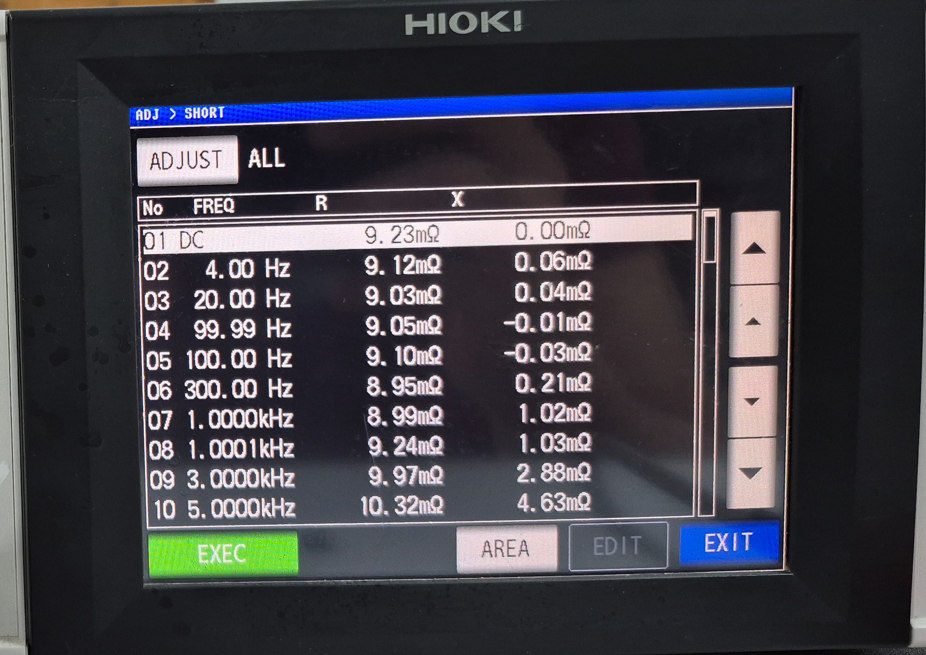 HIOKI
ADJ > SHORT
ADJUST ALL
No FREQ R X
01 DC 9.23mΩ 0.00mΩ
02 4.00 Hz 9.12mΩ 0.06mΩ
03 20.00 Hz 9.03mΩ 0.04mΩ
04 99.99 Hz 9.05mΩ -0.01mΩ
05 100.00 Hz 9.10mΩ -0.03mΩ
06 300.00 Hz 8.95mΩ 0.21mΩ
07 1.0000kHz 8.99mΩ 1.02mΩ
08 1.0001kHz 9.24mΩ 1.03mΩ
09 3.0000kHz 9.97mΩ 2.88mΩ
10 5.0000kHz 10.32mΩ 4.63mΩ
EXEC AREA EDIT EXIT